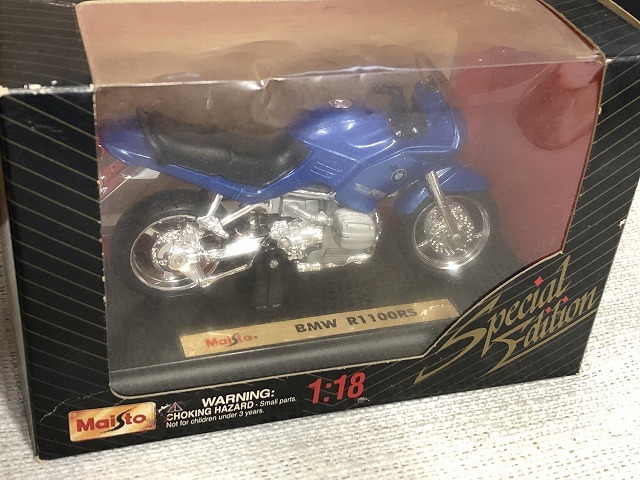 Maisto BMW R1100RS
Special
Edition
Maisto
WARNING:
CHOKING HAZARD - Small parts.
Not for children under 3 years.
1:18